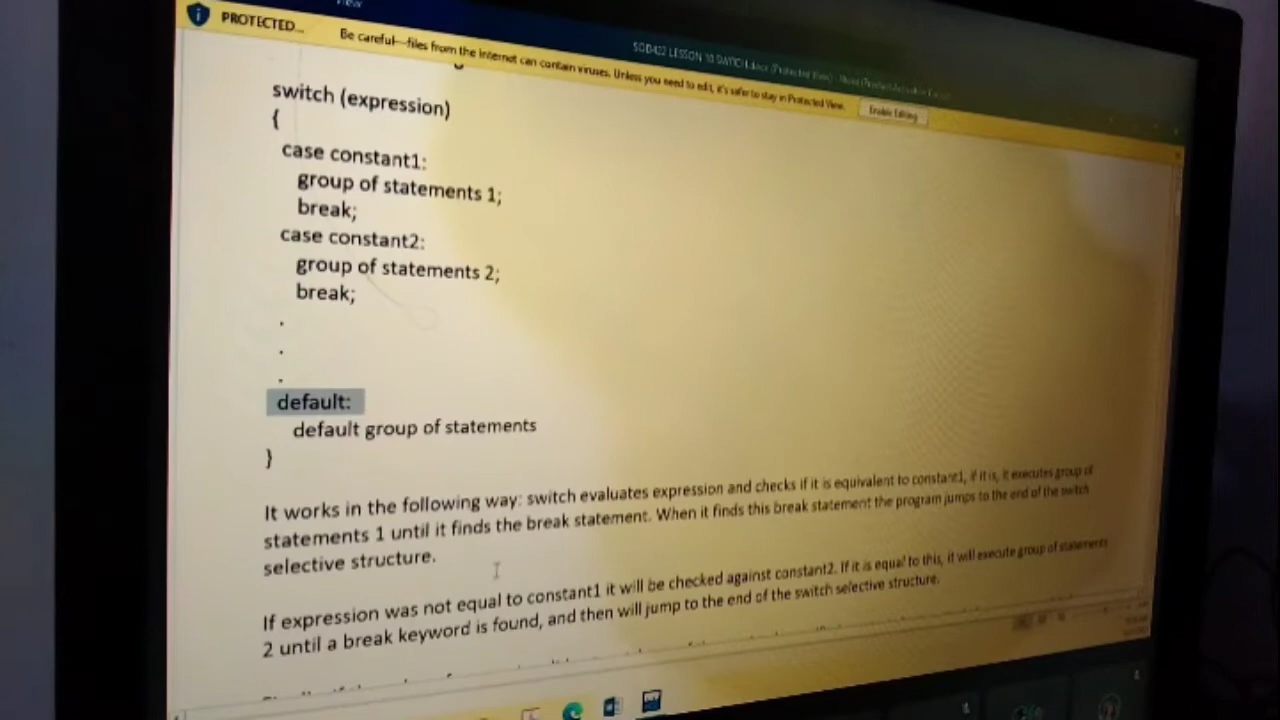 View
PROTECTED...
Be careful—files from the Internet can contain viruses. Unless you need to edit, it's safer to stay in Protected View.
Enable Editing
switch (expression)
{
case constant1:
group of statements 1;
break;
case constant2:
group of statements 2;
break;
.
.
.
default:
default group of statements
}
It works in the following way: switch evaluates expression and checks if it is equivalent to constant1, if it is, it executes group of
statements 1 until it finds the break statement. When it finds this break statement the program jumps to the end of the switch
selective structure.
If expression was not equal to constant1 it will be checked against constant2. If it is equal to this, it will execute group of statements
2 until a break keyword is found, and then will jump to the end of the switch selective structure.